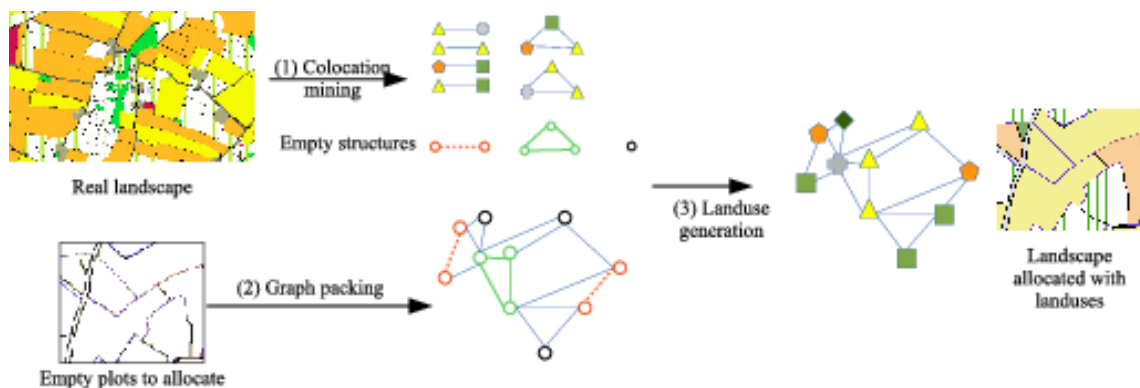 (1) Colocation
mining
Empty structures
Real landscape
(2) Graph packing
Empty plots to allocate
(3) Landuse
generation
Landscape
allocated with
landuses